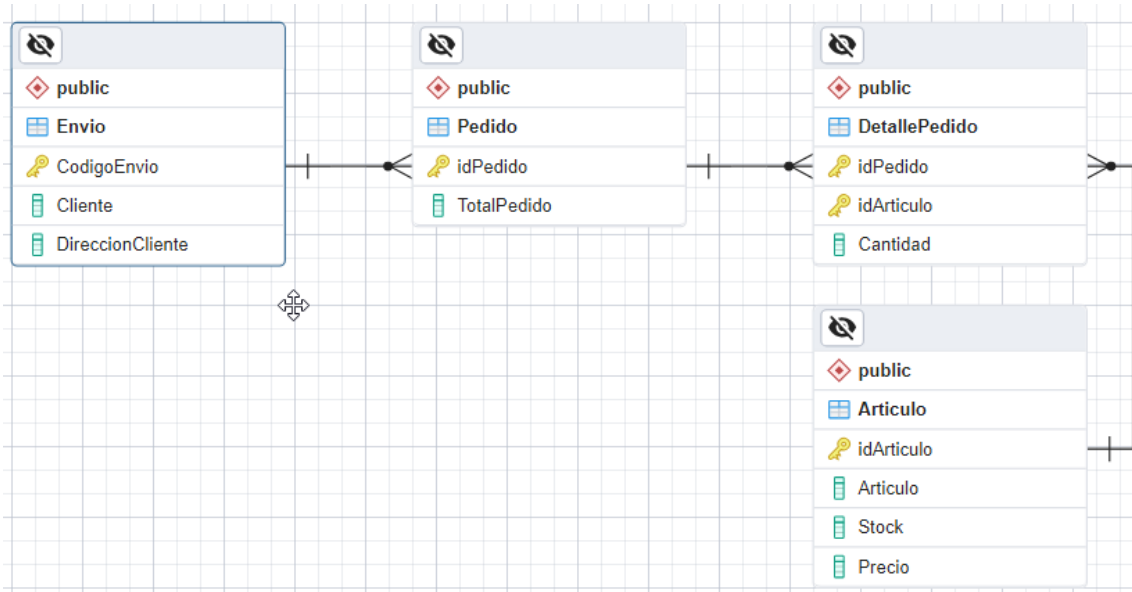 public
Envio
CodigoEnvio
Cliente
DireccionCliente
public
Pedido
idPedido
TotalPedido
public
DetallePedido
idPedido
idArticulo
Cantidad
public
Articulo
idArticulo
Articulo
Stock
Precio